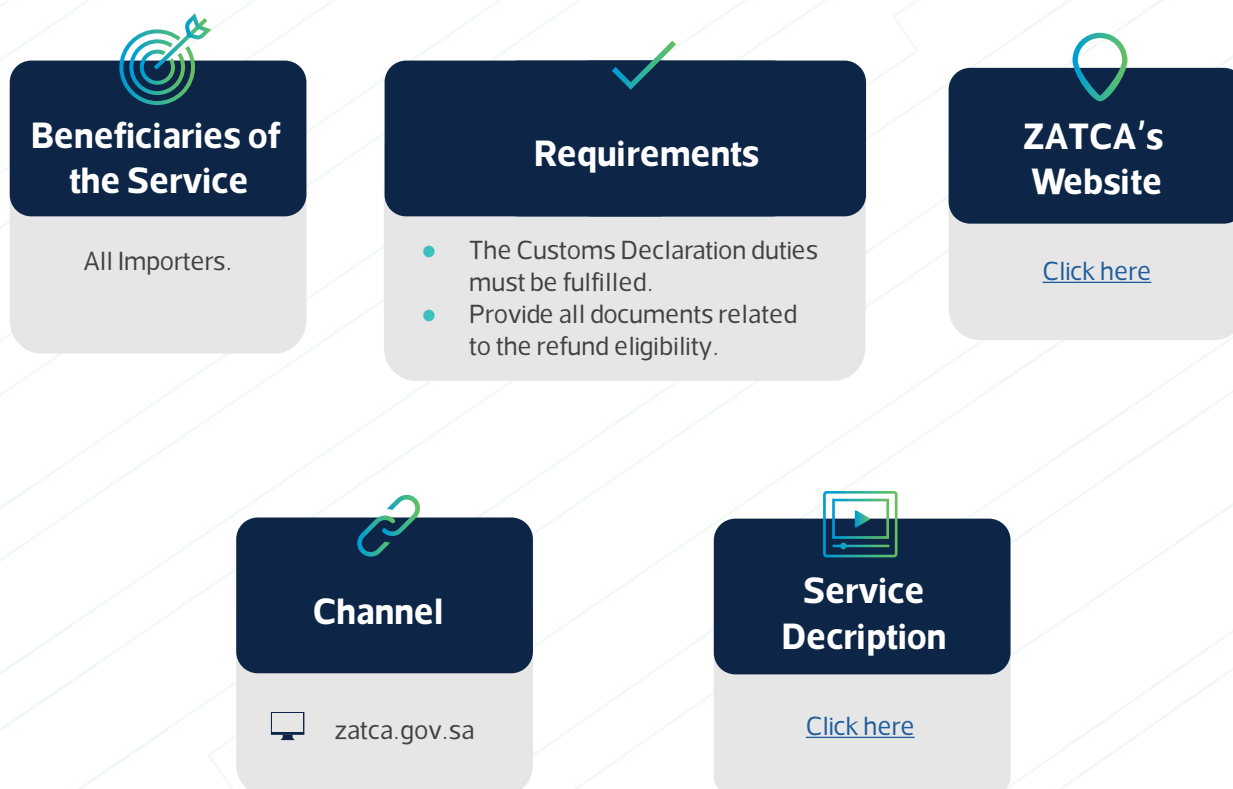 Beneficiaries of
the Service
All Importers.
Requirements
● The Customs Declaration duties
must be fulfilled.
● Provide all documents related
to the refund eligibility.
ZATCA's
Website
Click here
Channel
zatca.gov.sa
Service
Decription
Click here